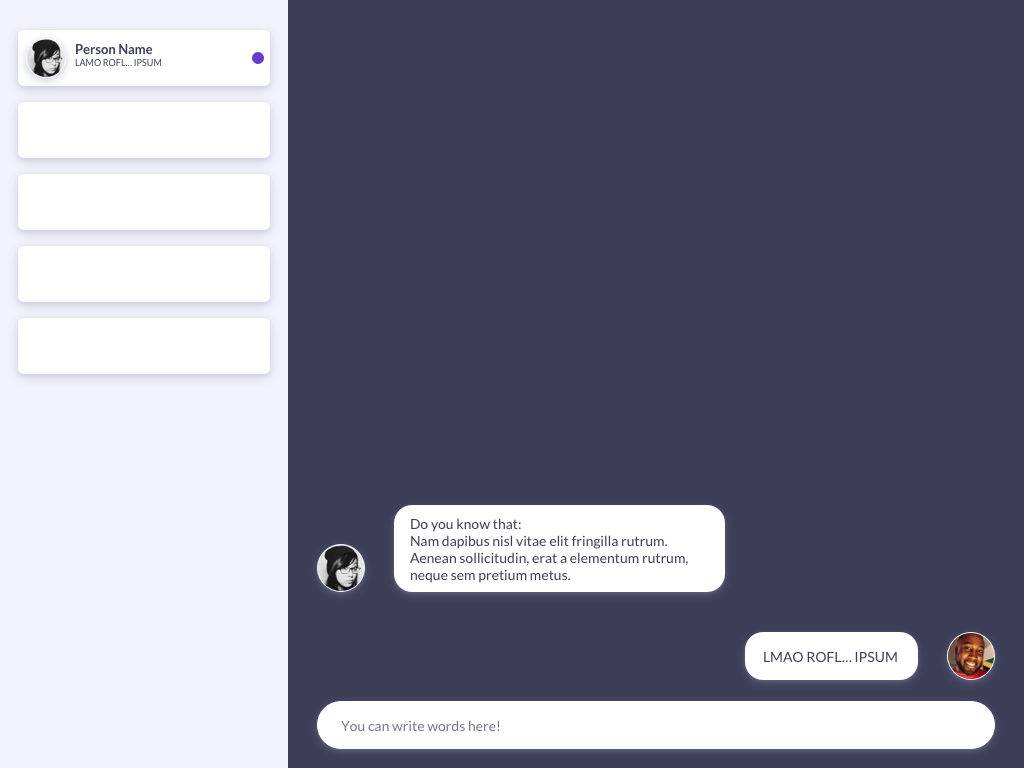 Person Name
LAMO ROFL... IPSUM
Do you know that:
Nam dapibus nisl vitae elit fringilla rutrum.
Aenean sollicitudin, erat a elementum rutrum,
neque sem pretium metus.
LMAO ROFL... IPSUM
You can write words here!